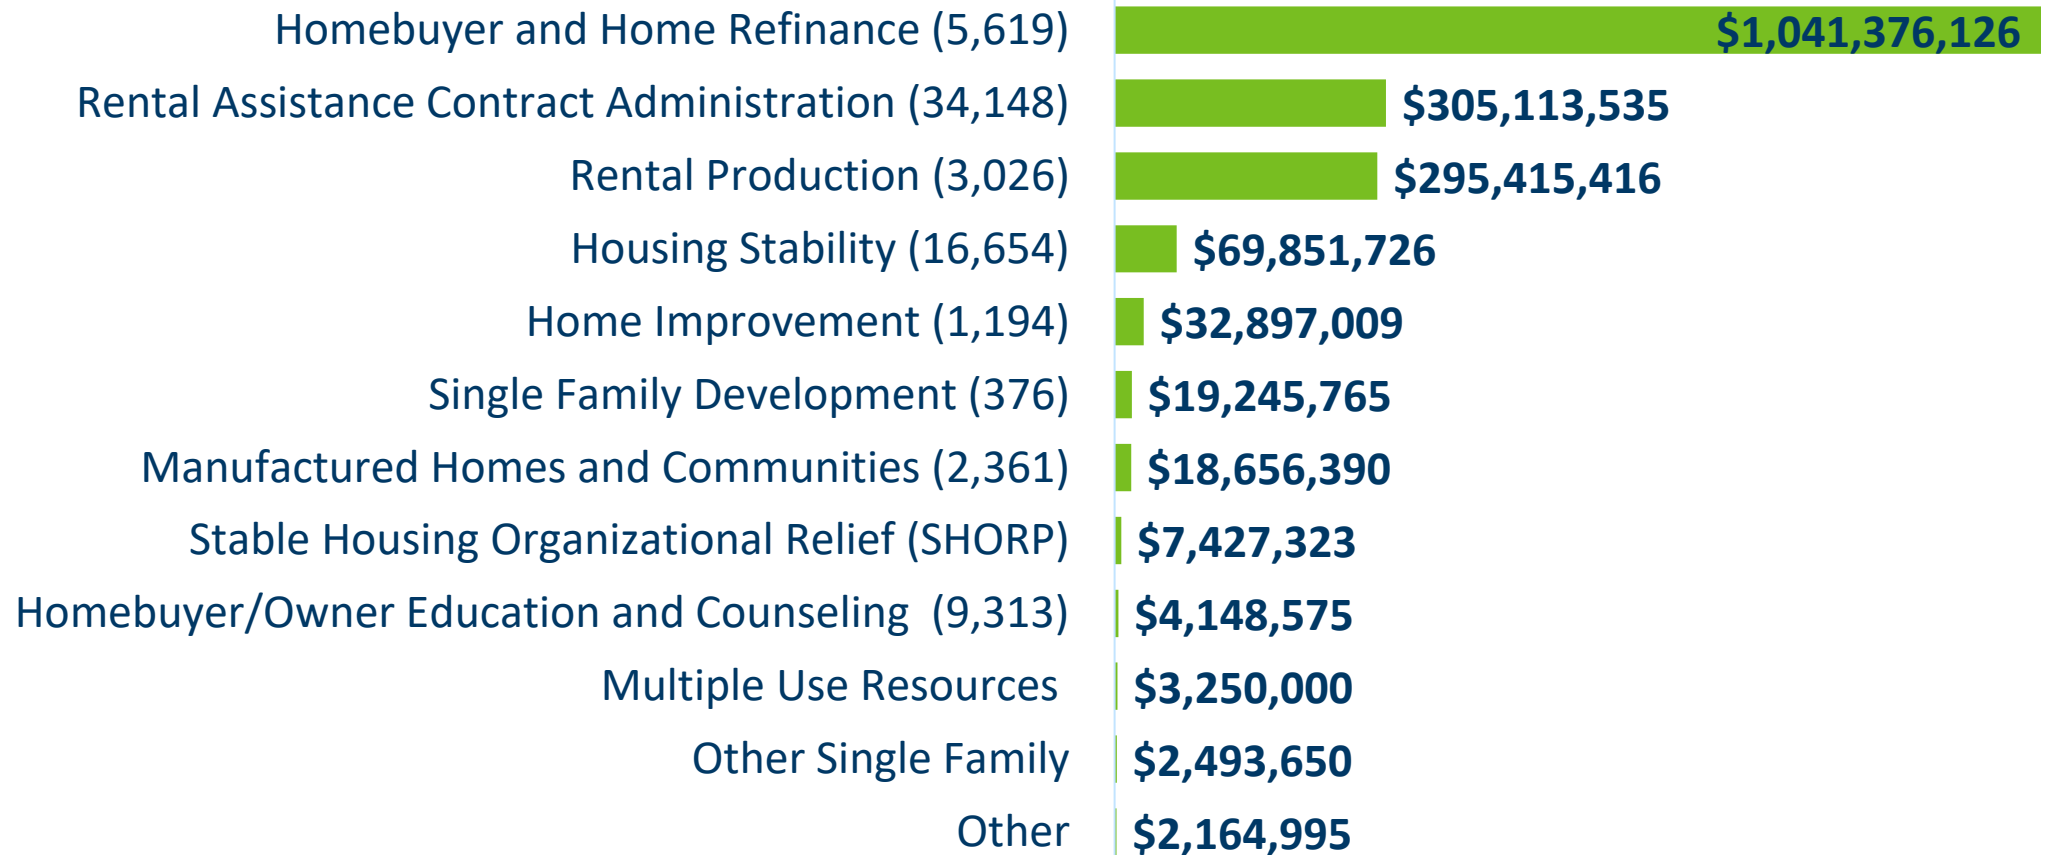 Homebuyer and Home Refinance (5,619) $1,041,376,126
Rental Assistance Contract Administration (34,148) $305,113,535
Rental Production (3,026) $295,415,416
Housing Stability (16,654) $69,851,726
Home Improvement (1,194) $32,897,009
Single Family Development (376) $19,245,765
Manufactured Homes and Communities (2,361) $18,656,390
Stable Housing Organizational Relief (SHORP) $7,427,323
Homebuyer/Owner Education and Counseling (9,313) $4,148,575
Multiple Use Resources $3,250,000
Other Single Family $2,493,650
Other $2,164,995